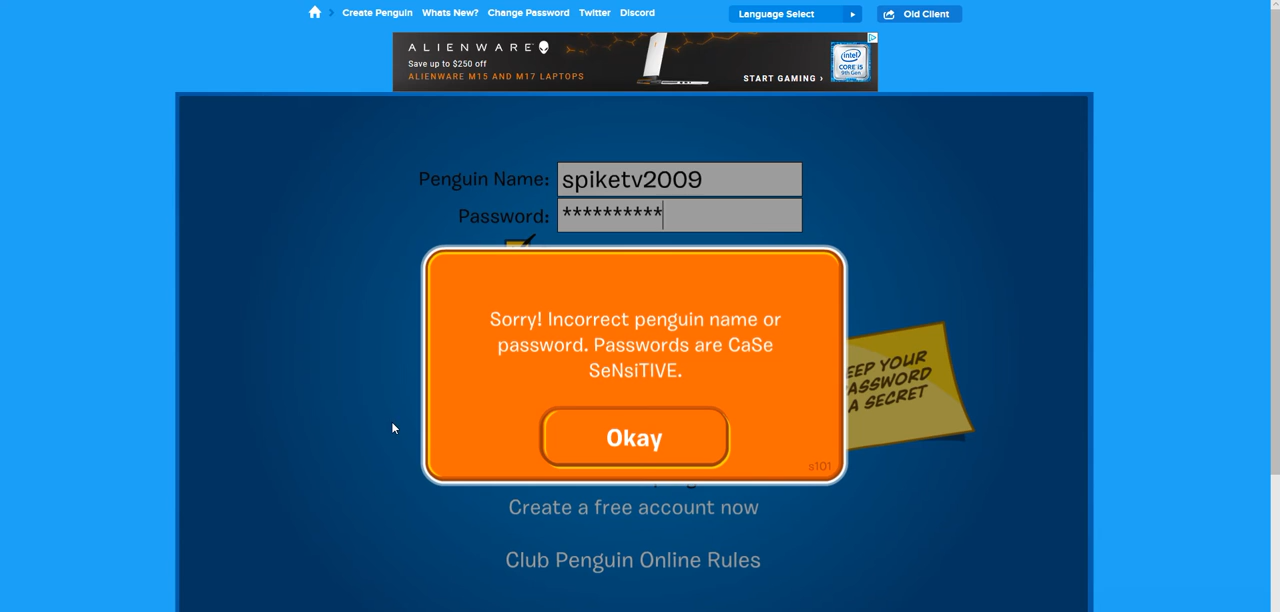 Create Penguin Whats New? Change Password Twitter Discord Language Select Old Client
ALIENWARE
Save up to $250 off
ALIENWARE M15 AND M17 LAPTOPS
START GAMING ›
intel
CORE i5
9th Gen
Penguin Name: spiketv2009
Password: **********
Sorry! Incorrect penguin name or
password. Passwords are CaSe
SeNsiTIVE.
Okay
s101
EEP YOUR
ASSWORD
A SECRET
Create a free account now
Club Penguin Online Rules